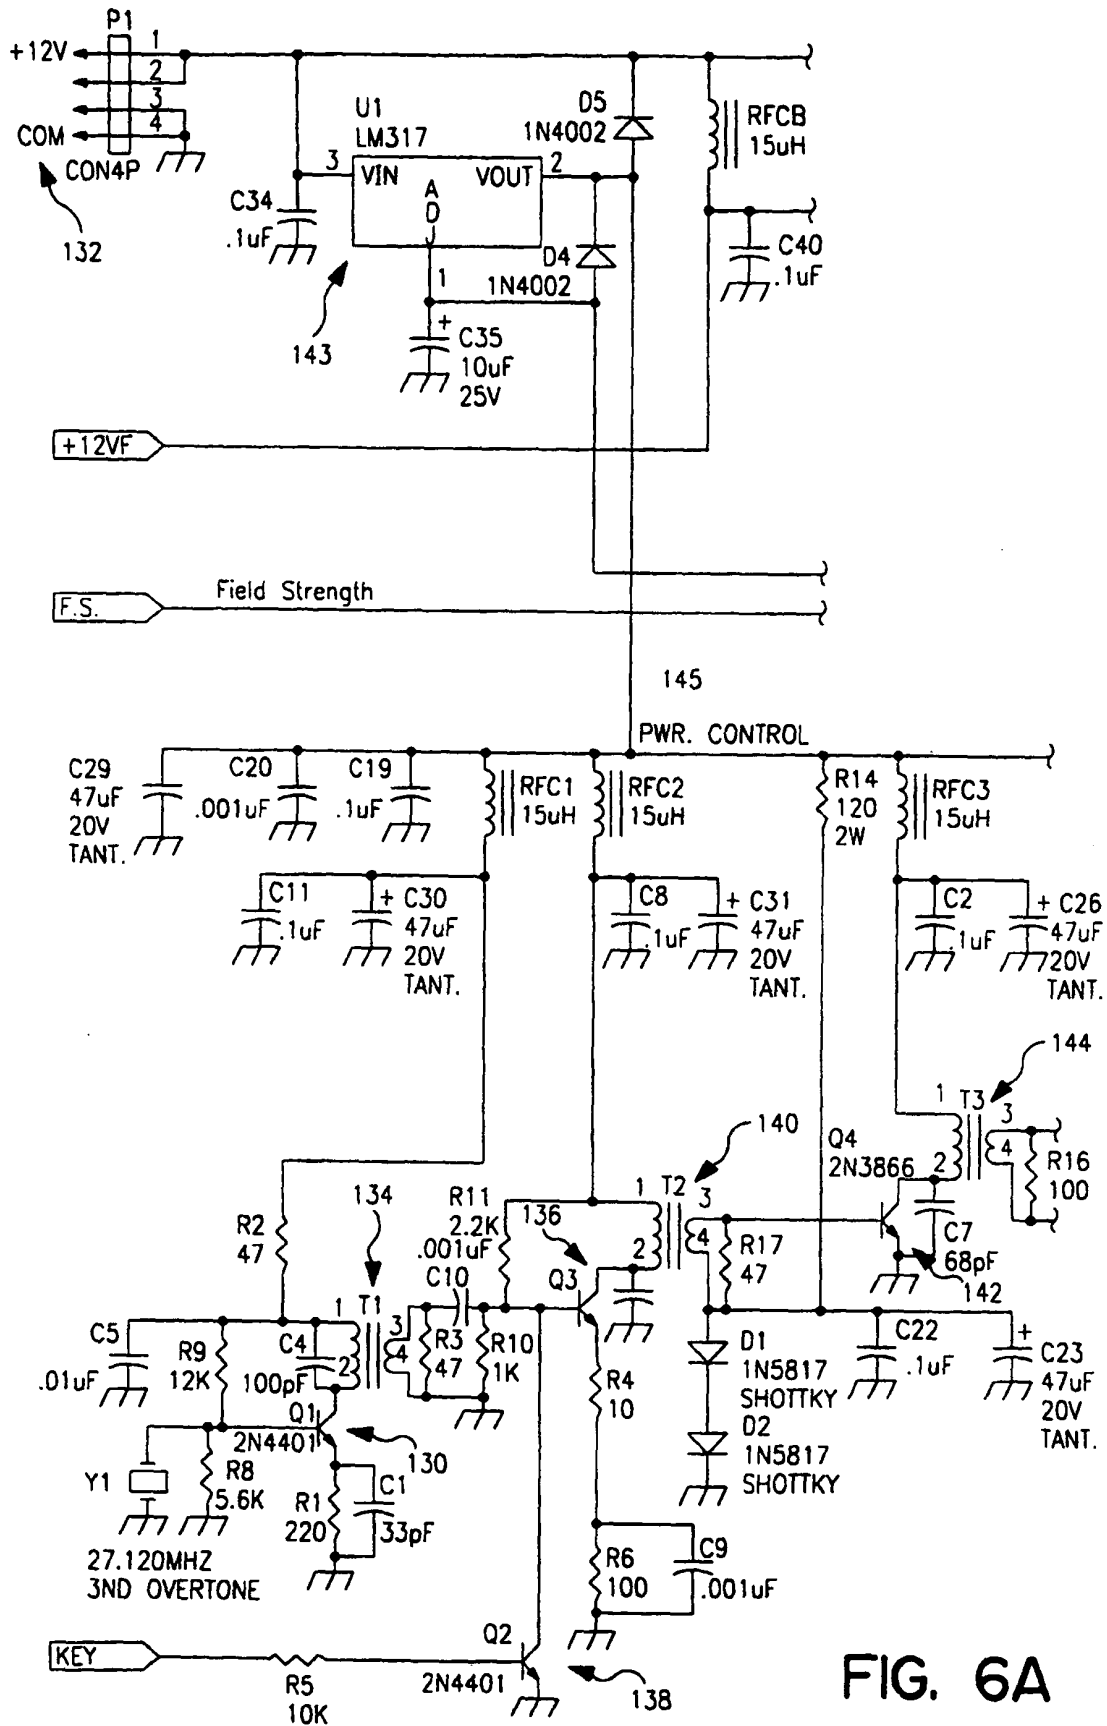 P1
+12V
1
2
3
4
COM
CON4P
132
U1
LM317
3
VIN
VOUT
2
ADJ
1
C34
.1uF
143
D5
1N4002
D4
1N4002
C35
+
10uF
25V
RFCB
15uH
C40
.1uF
+12VF
F.S.
Field Strength
145
PWR. CONTROL
C29
47uF
20V
TANT.
C20
.001uF
C19
.1uF
RFC1
15uH
RFC2
15uH
R14
120
2W
RFC3
15uH
C11
.1uF
+ C30
47uF
20V
TANT.
C8
.1uF
+ C31
47uF
20V
TANT.
C2
.1uF
+ C26
47uF
20V
TANT.
144
1
T3
3
2
4
R16
100
Q4
2N3866
C7
68pF
142
140
1
T2
3
2
4
R17
47
R11
2.2K
136
Q3
134
R2
47
.001uF
C10
1
T1
3
2
4
C5
.01uF
R9
12K
C4
100pF
R3
47
R10
1K
R4
10
D1
1N5817
SHOTTKY
D2
1N5817
SHOTTKY
C22
.1uF
+
C23
47uF
20V
TANT.
Q1
2N4401
130
Y1
R8
5.6K
R1
220
C1
33pF
27.120MHZ
3ND OVERTONE
R6
100
C9
.001uF
KEY
R5
10K
Q2
2N4401
138
FIG. 6A